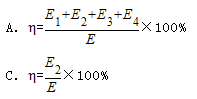 A. η=(E₁+E₂+E₃+E₄)/E×100%
C. η=E₂/E×100%